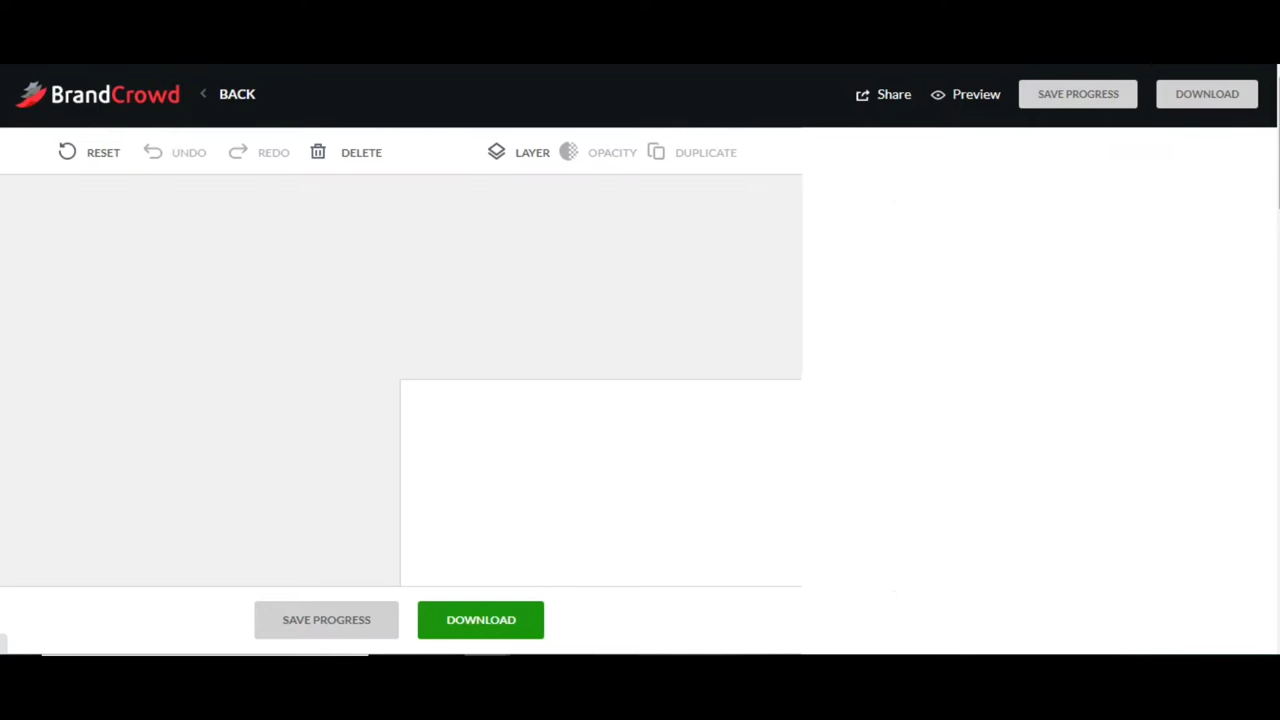 BrandCrowd BACK Share Preview SAVE PROGRESS DOWNLOAD
RESET UNDO REDO DELETE LAYER OPACITY DUPLICATE
SAVE PROGRESS DOWNLOAD